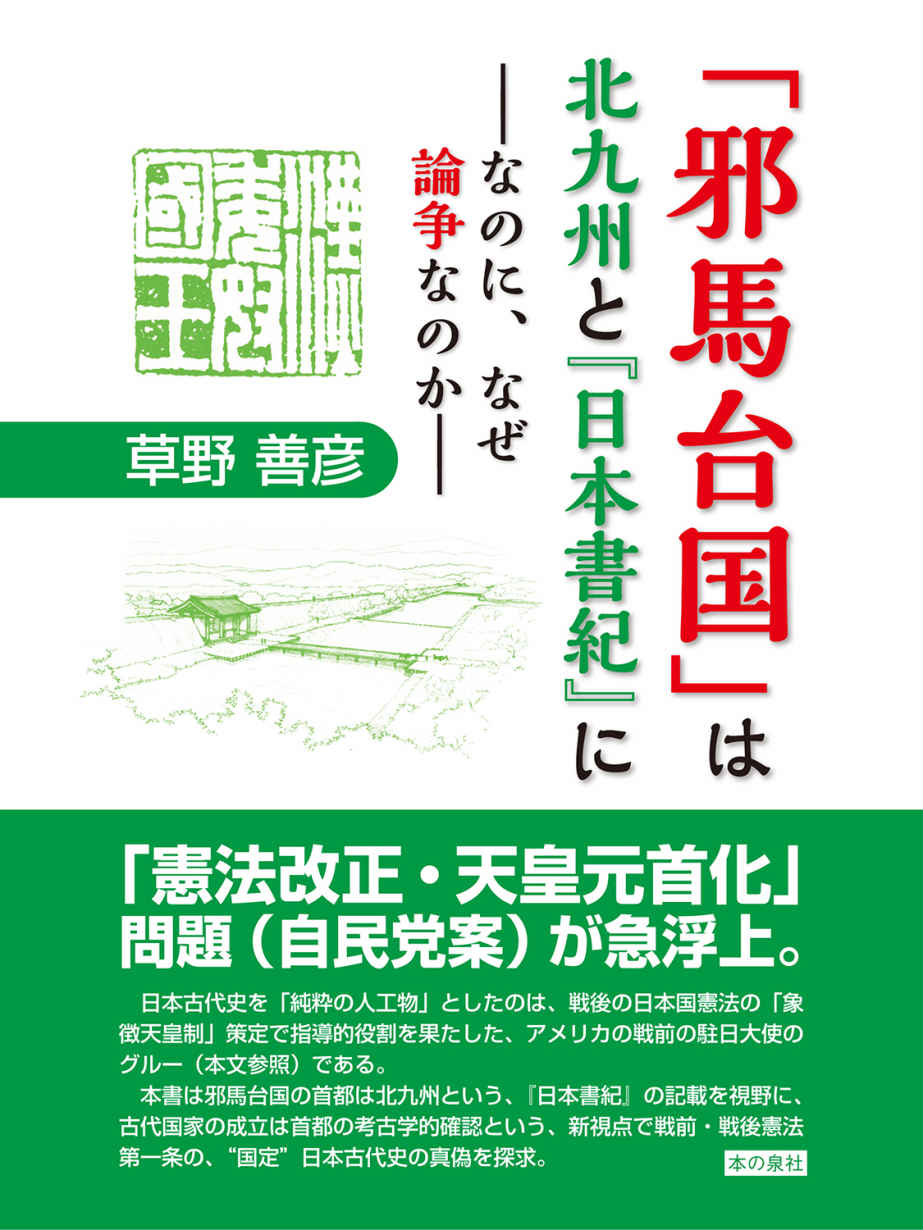 「邪馬台国」は
北九州と『日本書紀』に
――なのに、なぜ
論争なのか――
漢委奴國王
草野 善彦
「憲法改正・天皇元首化」
問題（自民党案）が急浮上。
日本古代史を「純粋の人工物」としたのは、戦後の日本国憲法の「象
徴天皇制」策定で指導的役割を果たした、アメリカの戦前の駐日大使の
グルー（本文参照）である。
本書は邪馬台国の首都は北九州という、『日本書紀』の記載を視野に、
古代国家の成立は首都の考古学的確認という、新視点で戦前・戦後憲法
第一条の、“国定”日本古代史の真偽を探求。
本の泉社